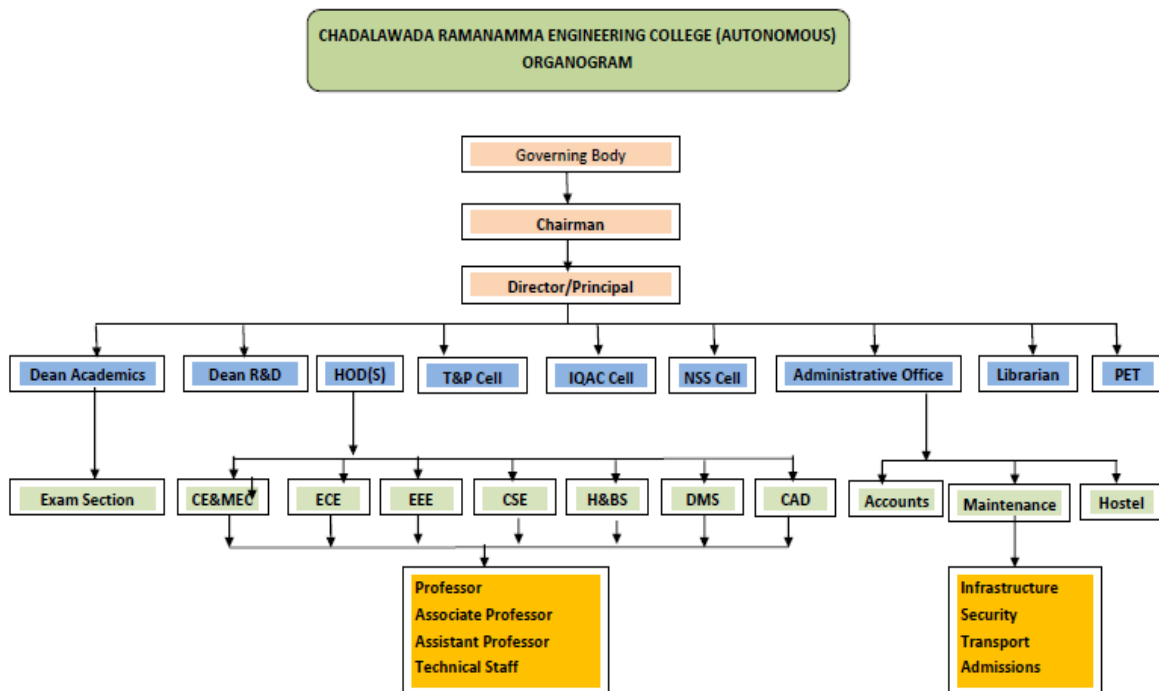 CHADALAWADA RAMANAMMA ENGINEERING COLLEGE (AUTONOMOUS)
ORGANOGRAM
Governing Body
Chairman
Director/Principal
Dean Academics
Dean R&D
HOD(S)
T&P Cell
IQAC Cell
NSS Cell
Administrative Office
Librarian
PET
Exam Section
CE&MEC
ECE
EEE
CSE
H&BS
DMS
CAD
Accounts
Maintenance
Hostel
Professor
Associate Professor
Assistant Professor
Technical Staff
Infrastructure
Security
Transport
Admissions